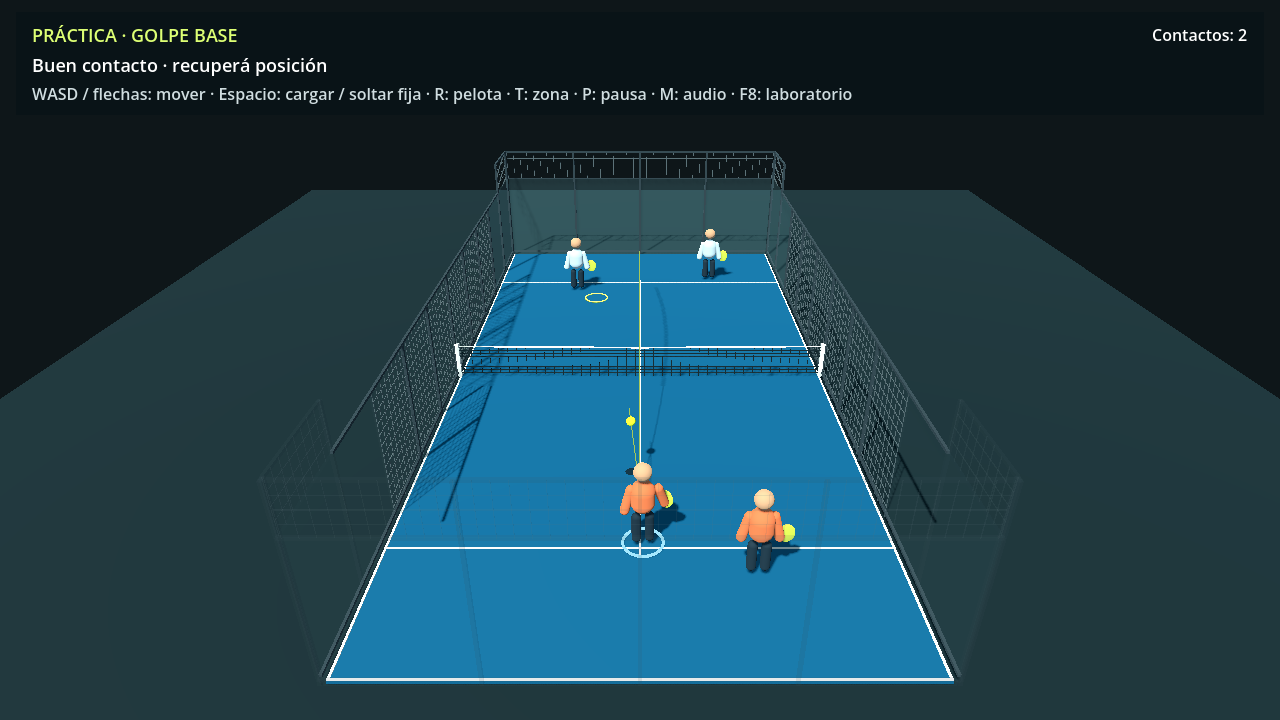 PRÁCTICA · GOLPE BASE
Contactos: 2
Buen contacto · recuperá posición
WASD / flechas: mover · Espacio: cargar / soltar fija · R: pelota · T: zona · P: pausa · M: audio · F8: laboratorio